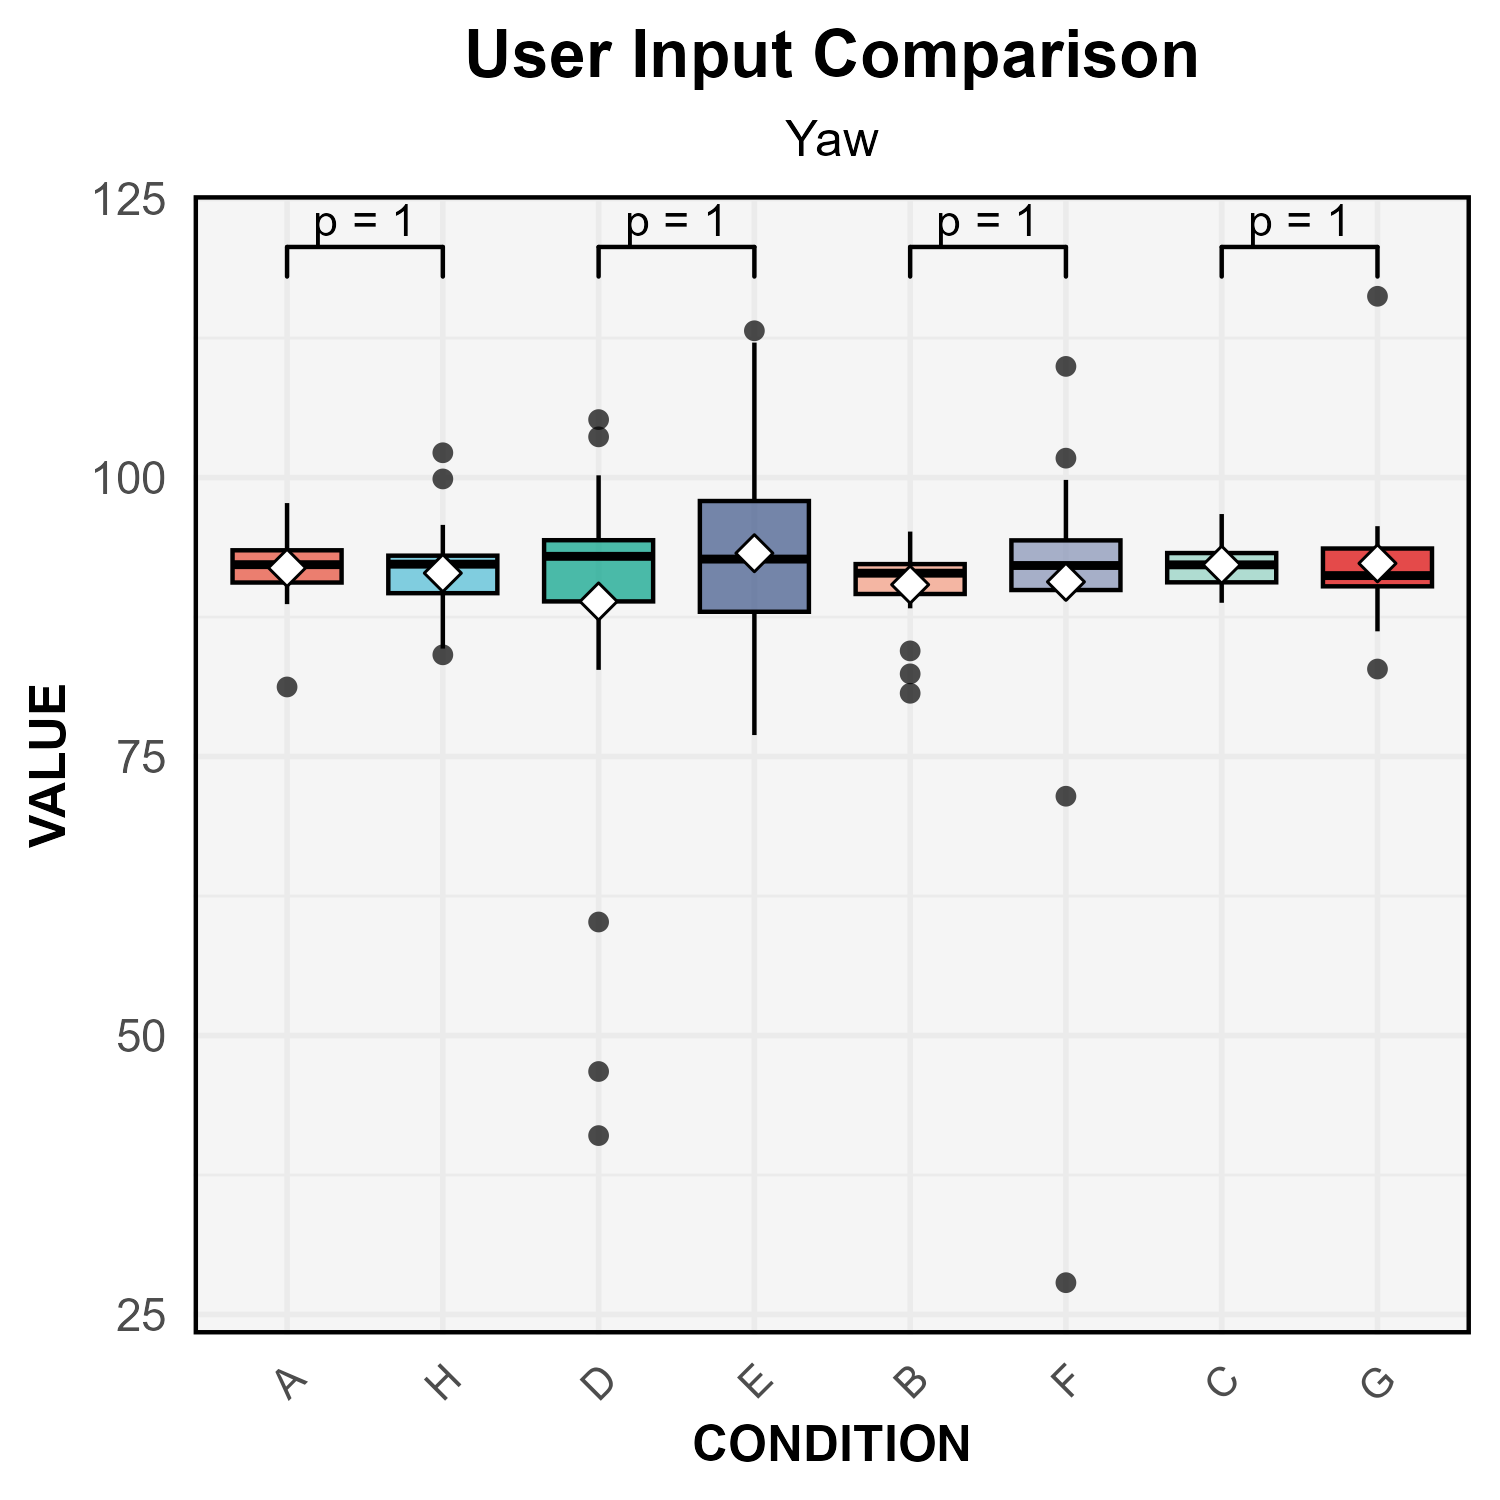 User Input Comparison
Yaw
125
p = 1 p = 1 p = 1 p = 1
100
75
50
25
VALUE
A H D E B F C G
CONDITION